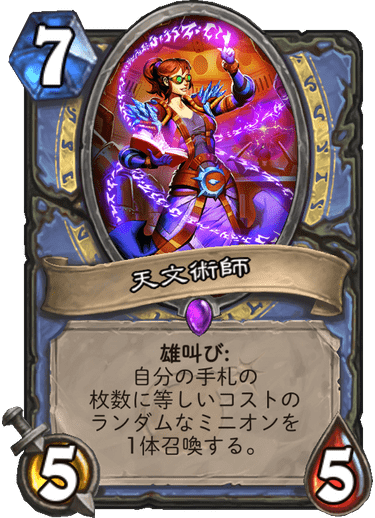 7
天文術師
雄叫び:
自分の手札の
枚数に等しいコストの
ランダムなミニオンを
1体召喚する。
5
5